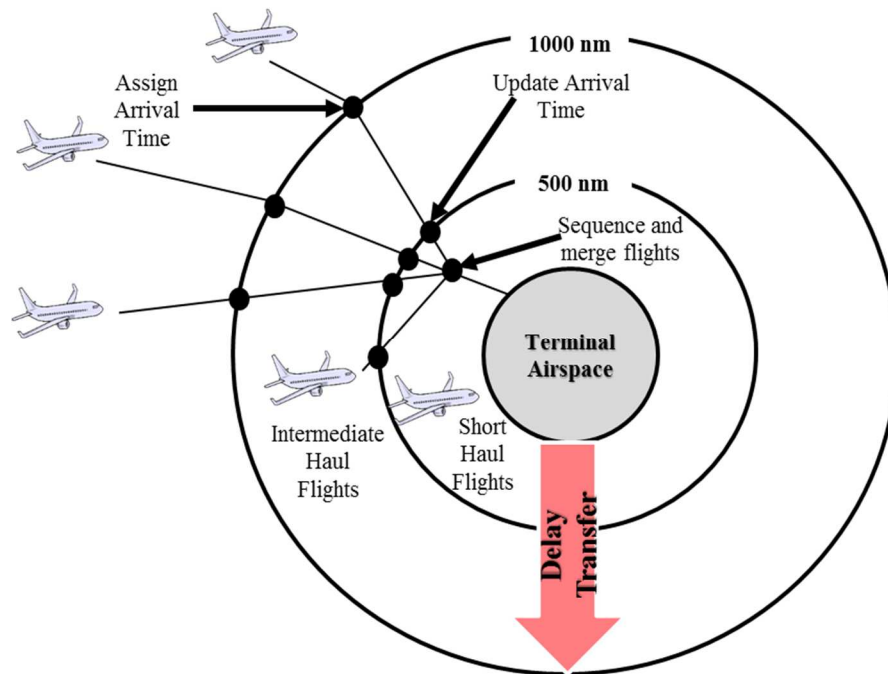 1000 nm
Assign
Arrival
Time
Update Arrival
Time
500 nm
Sequence and
merge flights
Terminal
Airspace
Intermediate
Haul
Flights
Short
Haul
Flights
Delay
Transfer